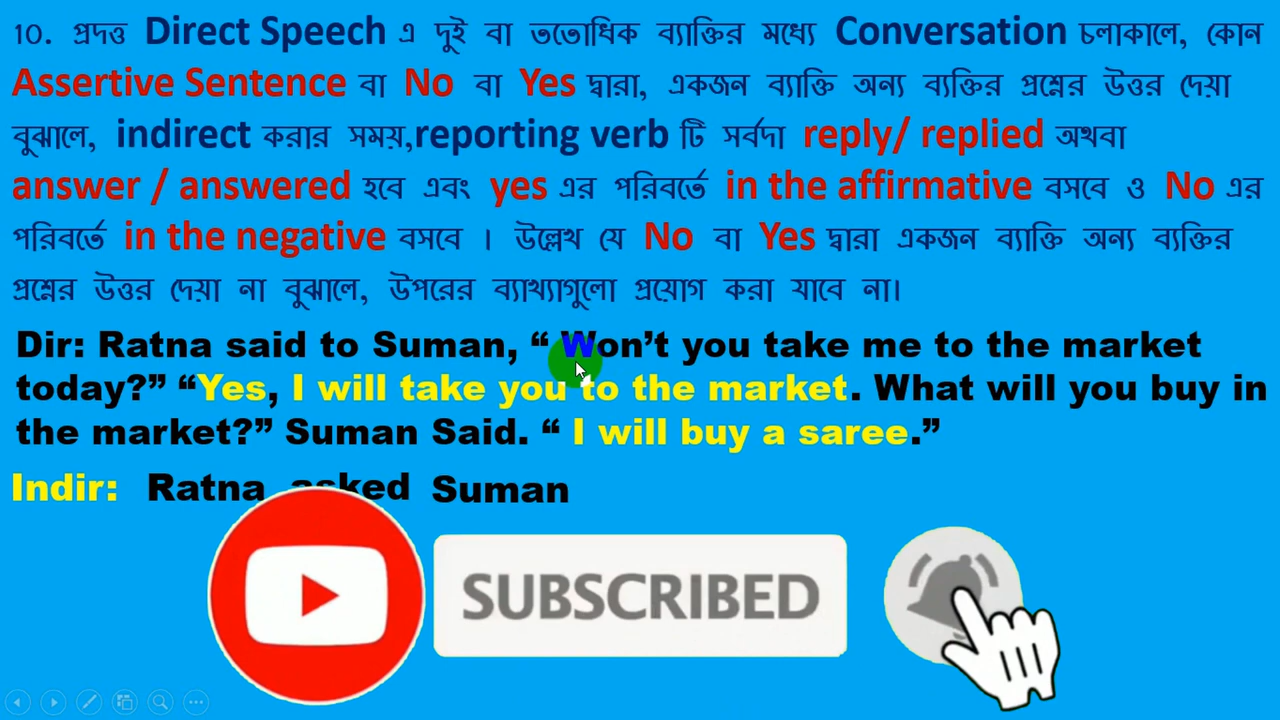 10. প্রদত্ত Direct Speech এ দুই বা ততোধিক ব্যাক্তির মধ্যে Conversation চলাকালে, কোন
Assertive Sentence বা No বা Yes দ্বারা, একজন ব্যাক্তি অন্য ব্যক্তির প্রশ্নের উত্তর দেয়া
বুঝালে, indirect করার সময়,reporting verb টি সর্বদা reply/ replied অথবা
answer / answered হবে এবং yes এর পরিবর্তে in the affirmative বসবে ও No এর
পরিবর্তে in the negative বসবে । উল্লেখ যে No বা Yes দ্বারা একজন ব্যাক্তি অন্য ব্যক্তির
প্রশ্নের উত্তর দেয়া না বুঝালে, উপরের ব্যাখ্যাগুলো প্রয়োগ করা যাবে না।
Dir: Ratna said to Suman, “ Won’t you take me to the market
today?” “Yes, I will take you to the market. What will you buy in
the market?” Suman Said. “ I will buy a saree.”
Indir: Ratna asked Suman
SUBSCRIBED